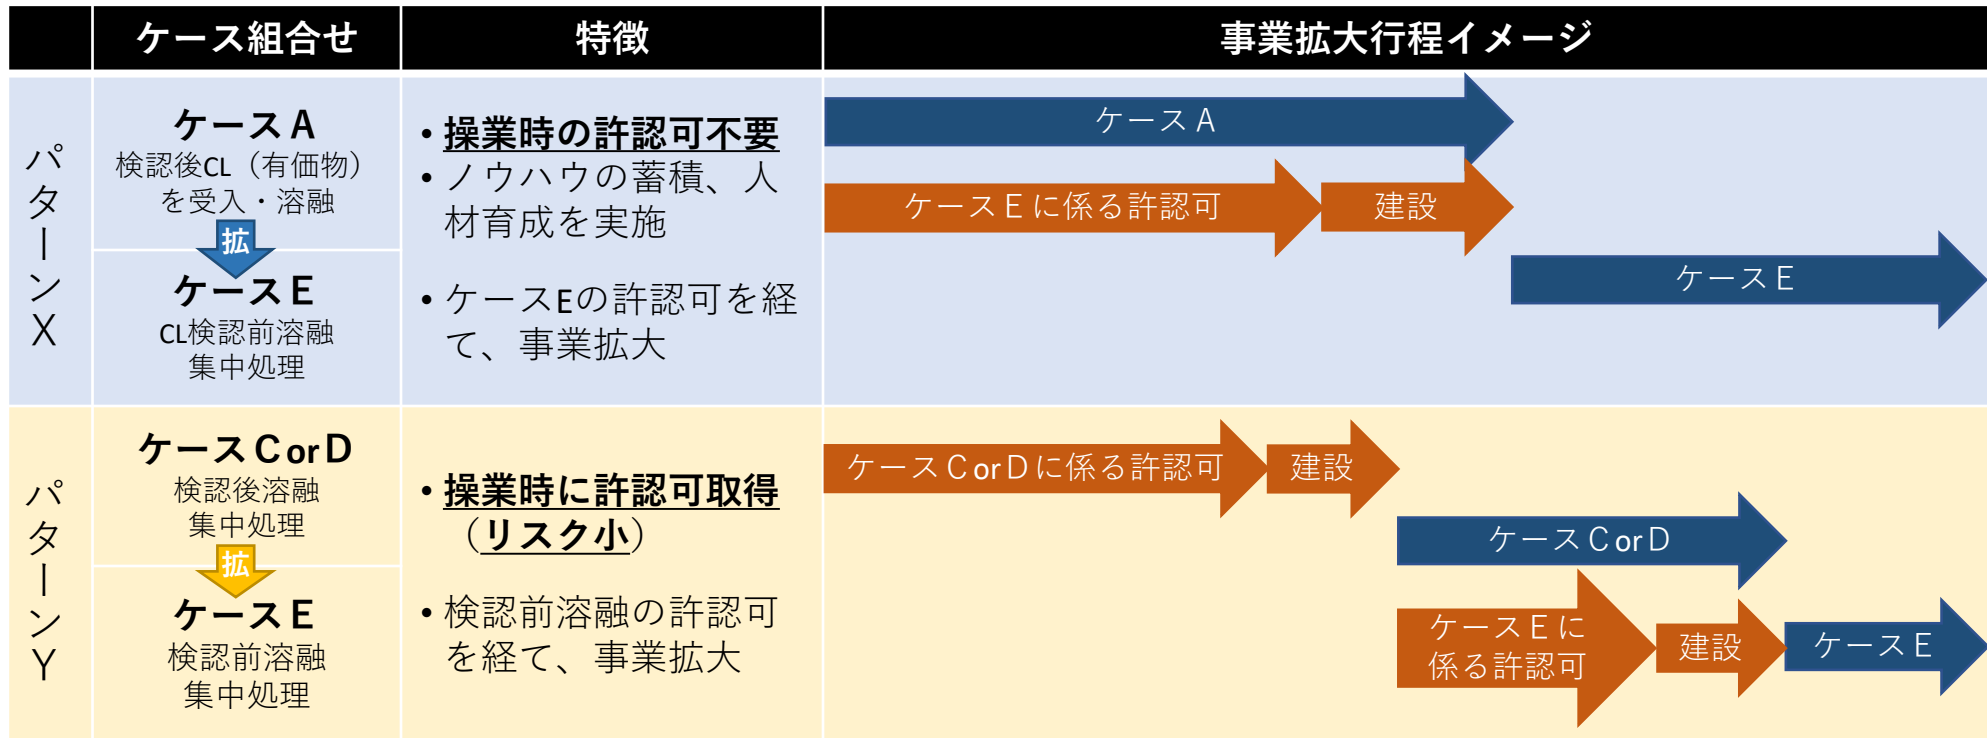 ケース組合せ
特徴
事業拡大行程イメージ
パターンX
ケースA
検認後CL（有価物）
を受入・溶融
拡
ケースE
CL検認前溶融
集中処理
• 操業時の許認可不要
• ノウハウの蓄積、人
材育成を実施
• ケースEの許認可を経
て、事業拡大
ケースA
ケースEに係る許認可
建設
ケースE
パターンY
ケースCorD
検認後溶融
集中処理
拡
ケースE
検認前溶融
集中処理
• 操業時に許認可取得
（リスク小）
• 検認前溶融の許認可
を経て、事業拡大
ケースCorDに係る許認可
建設
ケースCorD
ケースEに
係る許認可
建設
ケースE